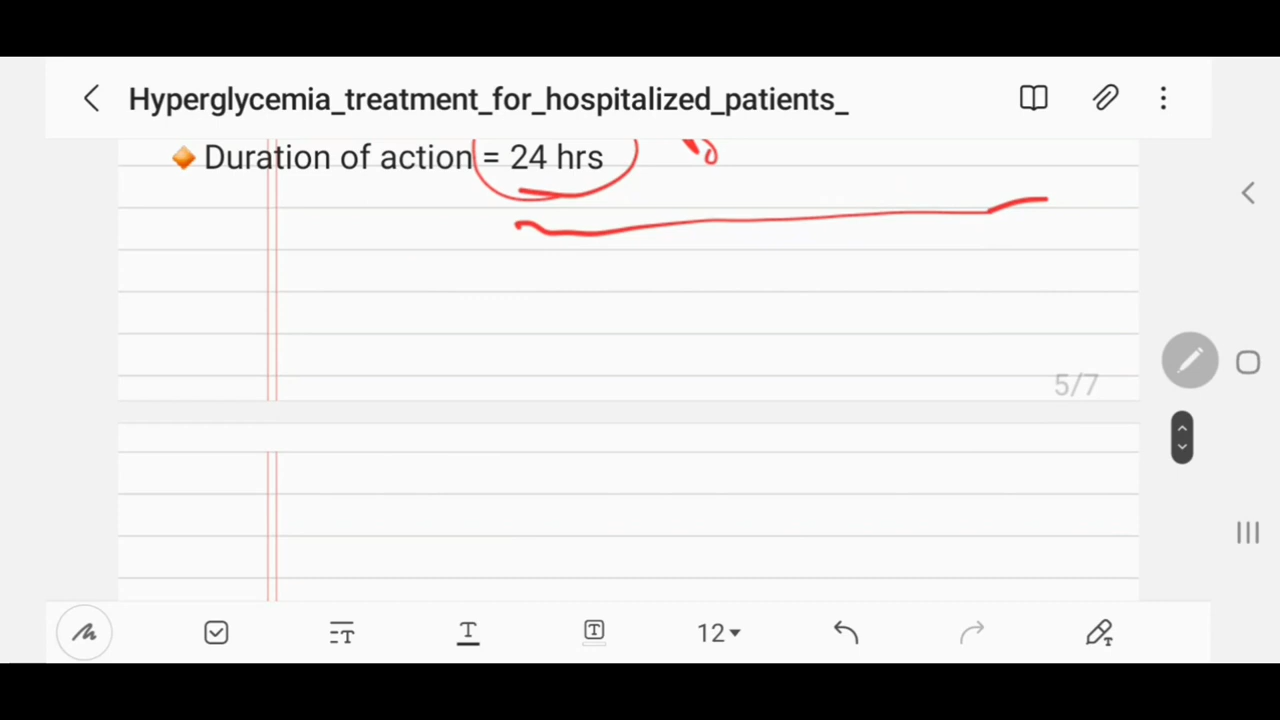 Hyperglycemia_treatment_for_hospitalized_patients_
Duration of action = 24 hrs
5/7
12